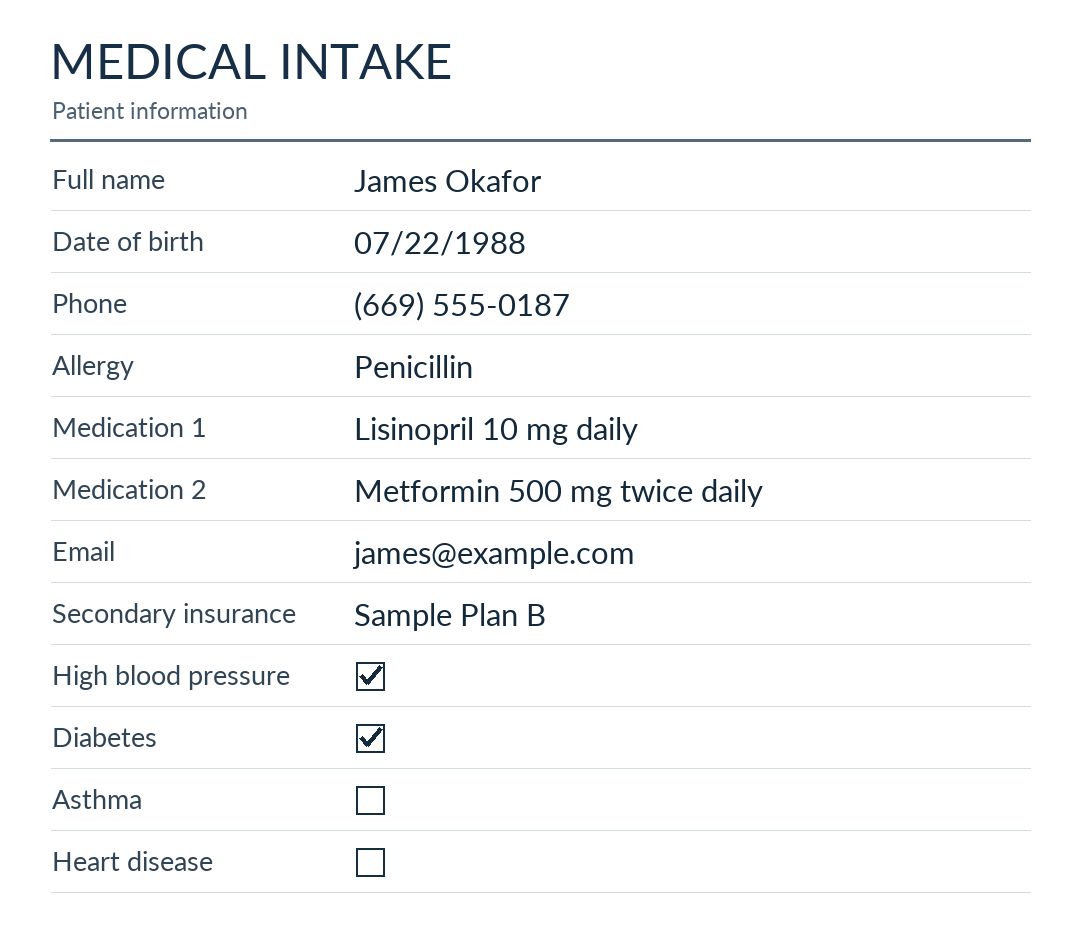 MEDICAL INTAKE
Patient information
Full name James Okafor
Date of birth 07/22/1988
Phone (669) 555-0187
Allergy Penicillin
Medication 1 Lisinopril 10 mg daily
Medication 2 Metformin 500 mg twice daily
Email james@example.com
Secondary insurance Sample Plan B
High blood pressure
Diabetes
Asthma
Heart disease